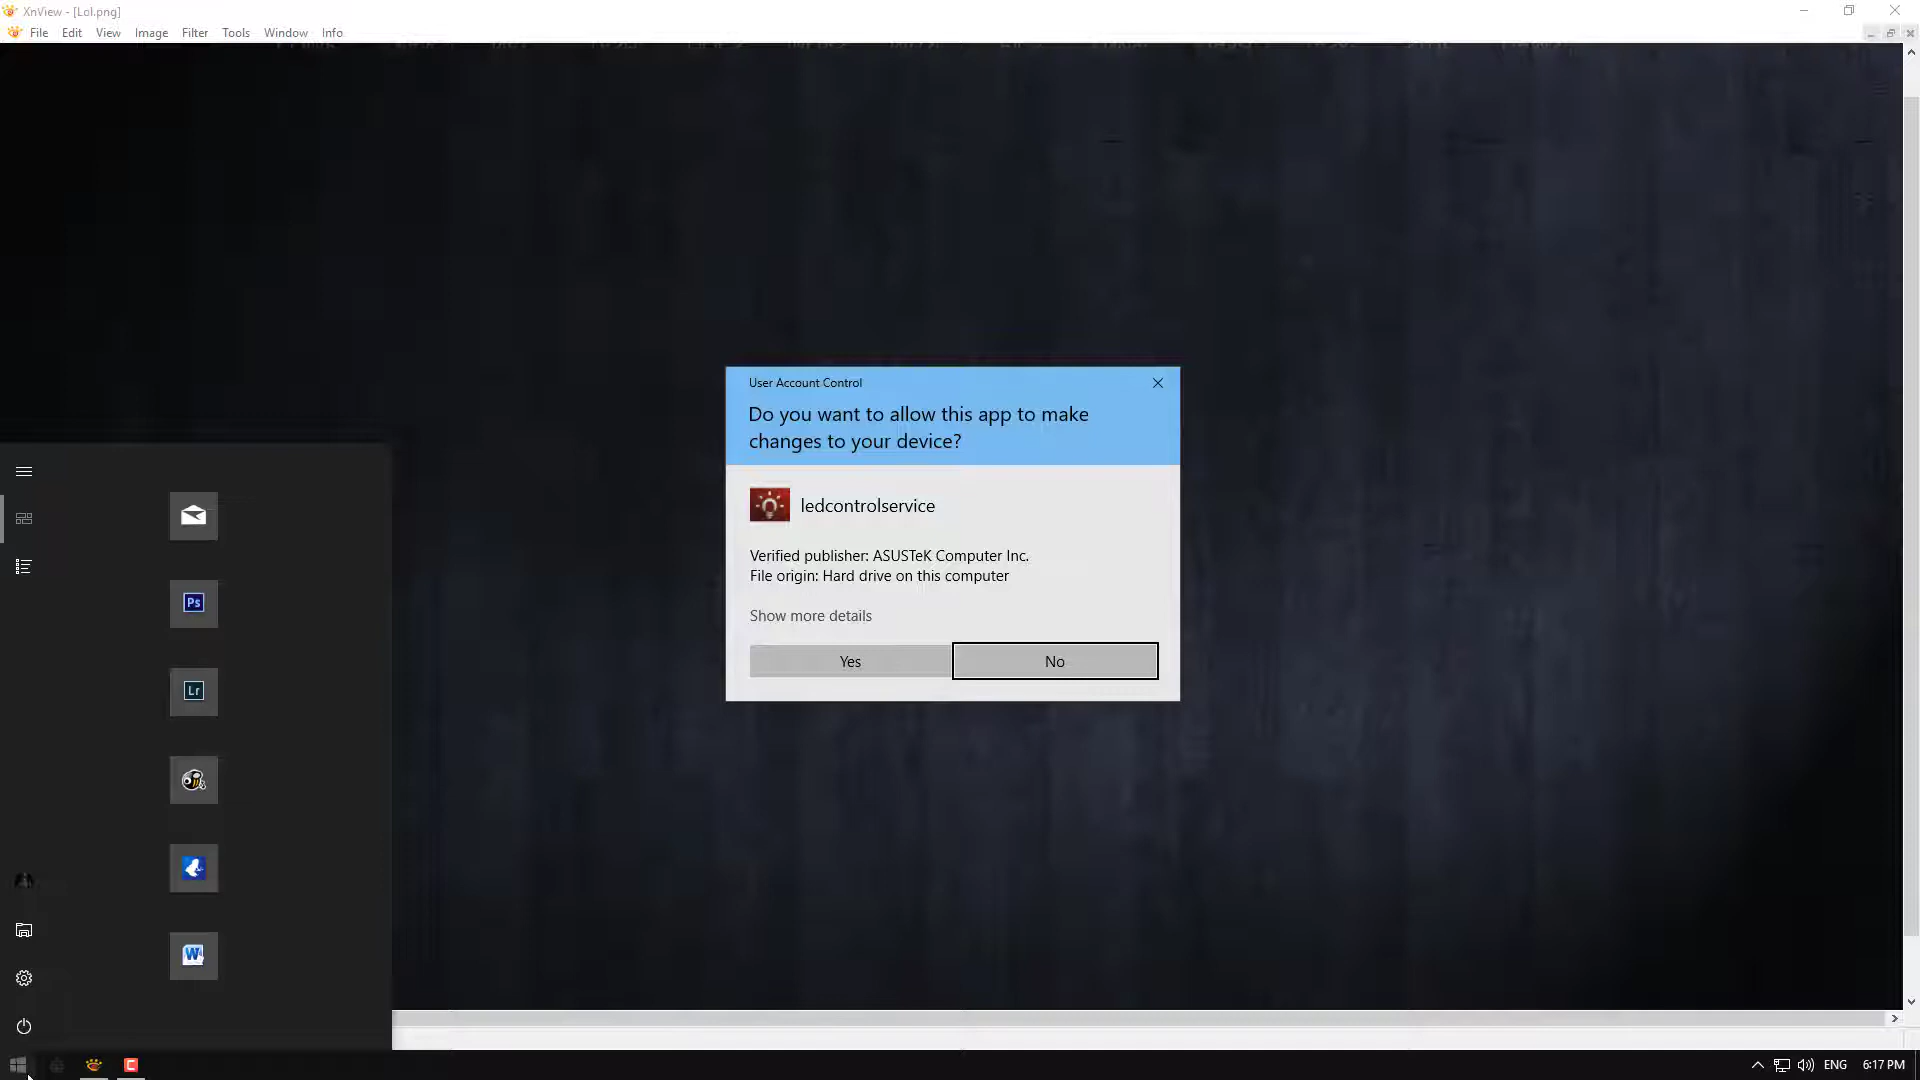 XnView - [Lol.png]
File Edit View Image Filter Tools Window Info
User Account Control
Do you want to allow this app to make
changes to your device?
ledcontrolservice
Verified publisher: ASUSTeK Computer Inc.
File origin: Hard drive on this computer
Show more details
Yes No
Ps
Lr
W
C
ENG 6:17 PM